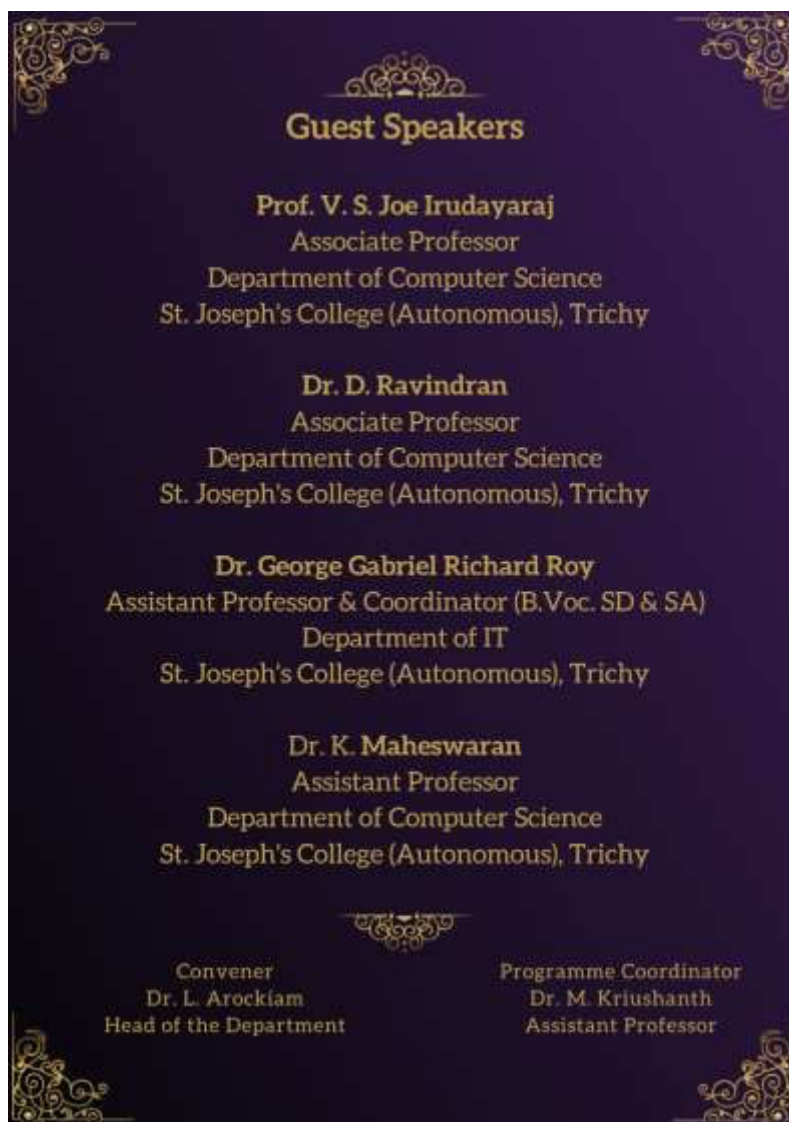 Guest Speakers
Prof. V. S. Joe Irudayaraj
Associate Professor
Department of Computer Science
St. Joseph's College (Autonomous), Trichy
Dr. D. Ravindran
Associate Professor
Department of Computer Science
St. Joseph's College (Autonomous), Trichy
Dr. George Gabriel Richard Roy
Assistant Professor & Coordinator (B.Voc. SD & SA)
Department of IT
St. Joseph's College (Autonomous), Trichy
Dr. K. Maheswaran
Assistant Professor
Department of Computer Science
St. Joseph's College (Autonomous), Trichy
Convener
Dr. L. Arockiam
Head of the Department
Programme Coordinator
Dr. M. Kriushanth
Assistant Professor